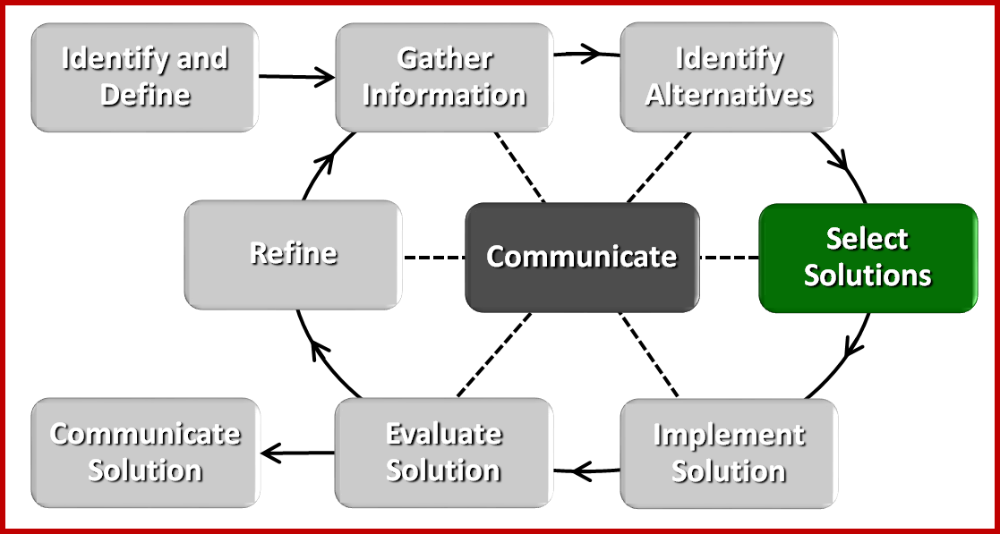 Identify and
Define
Gather
Information
Identify
Alternatives
Refine
Communicate
Select
Solutions
Communicate
Solution
Evaluate
Solution
Implement
Solution